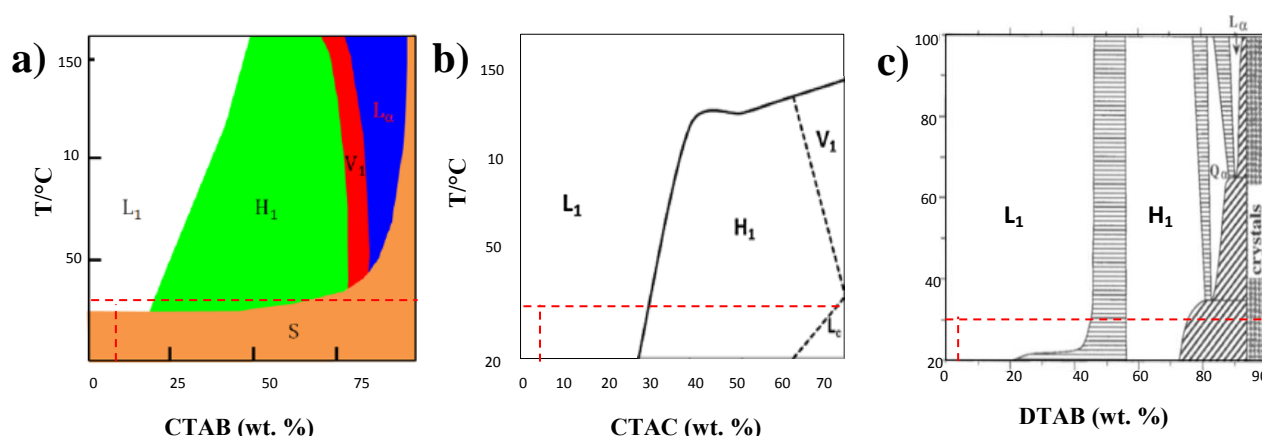 a)
T/°C
150
10
50
L₁
H₁
V₁
Lα
S
0 25 50 75
CTAB (wt. %)
b)
T/°C
150
10
50
20
L₁
H₁
V₁
Lc
0 10 20 30 40 50 60 70
CTAC (wt. %)
c)
100
80
60
40
20
L₁
H₁
Qα
Lα
crystals
0 20 40 60 80 90
DTAB (wt. %)